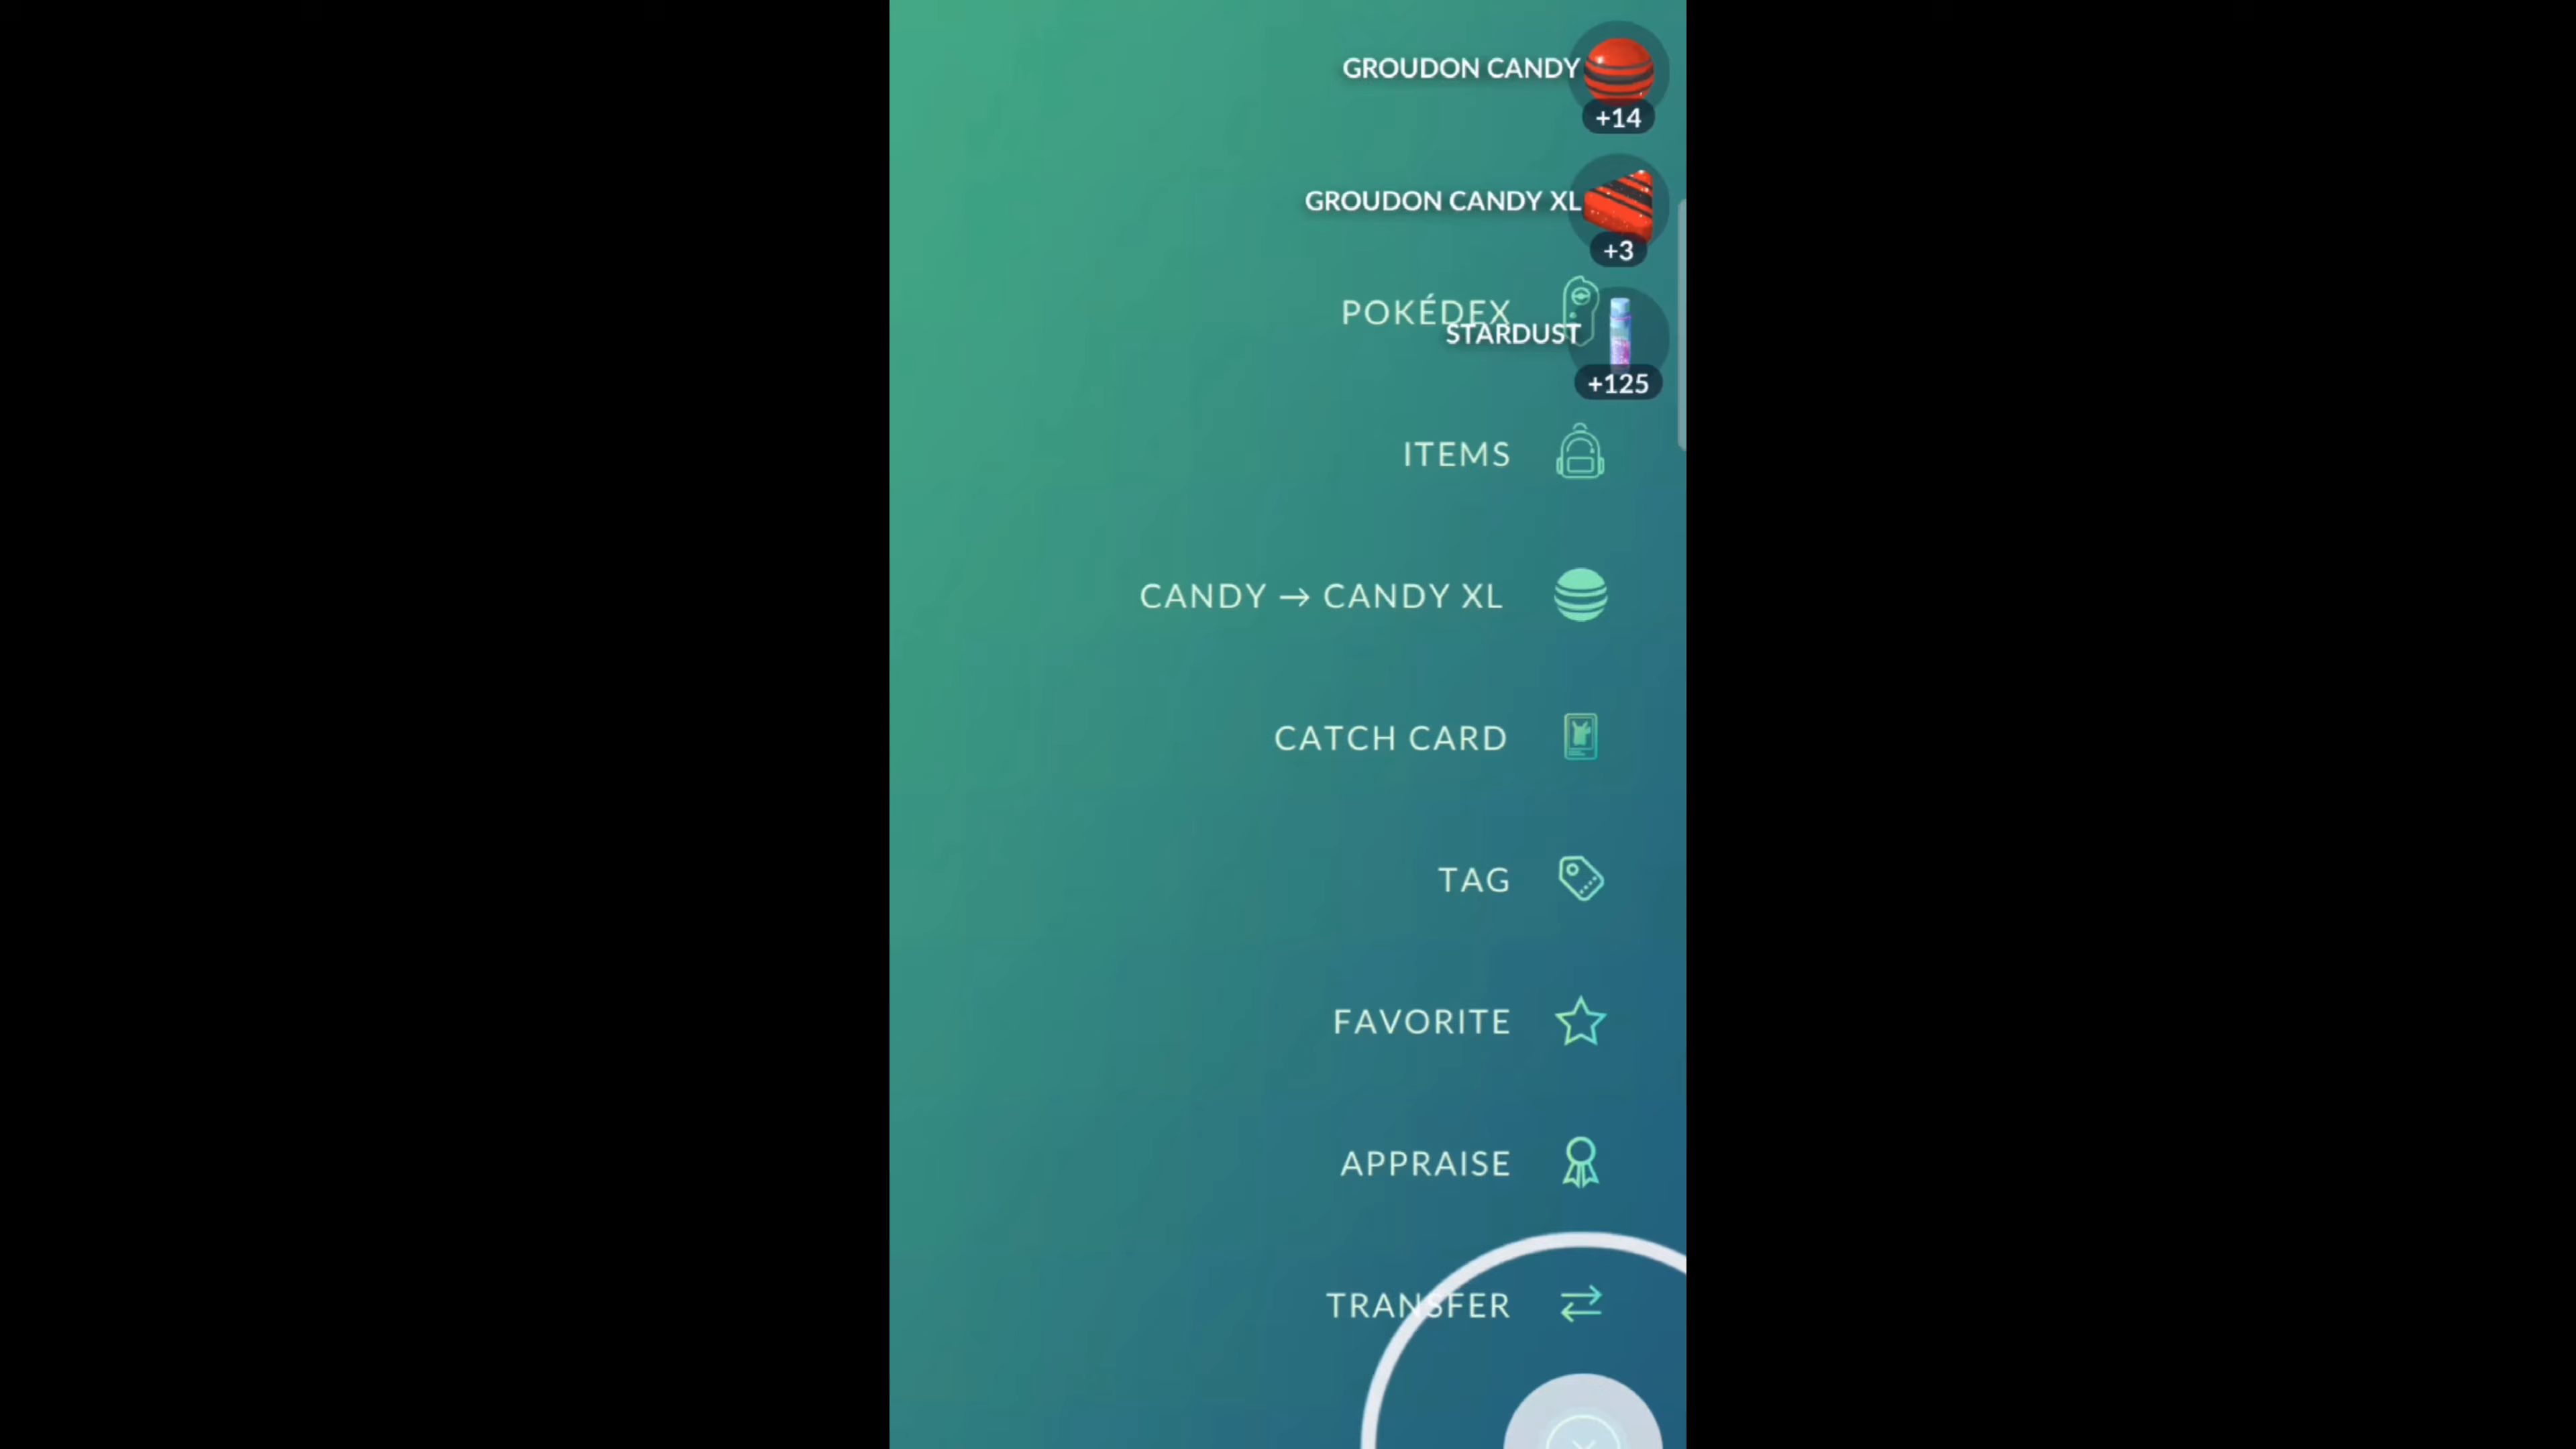 GROUDON CANDY
+14
GROUDON CANDY XL
+3
POKÉDEX
STARDUST
+125
ITEMS
CANDY → CANDY XL
CATCH CARD
TAG
FAVORITE
APPRAISE
TRANSFER